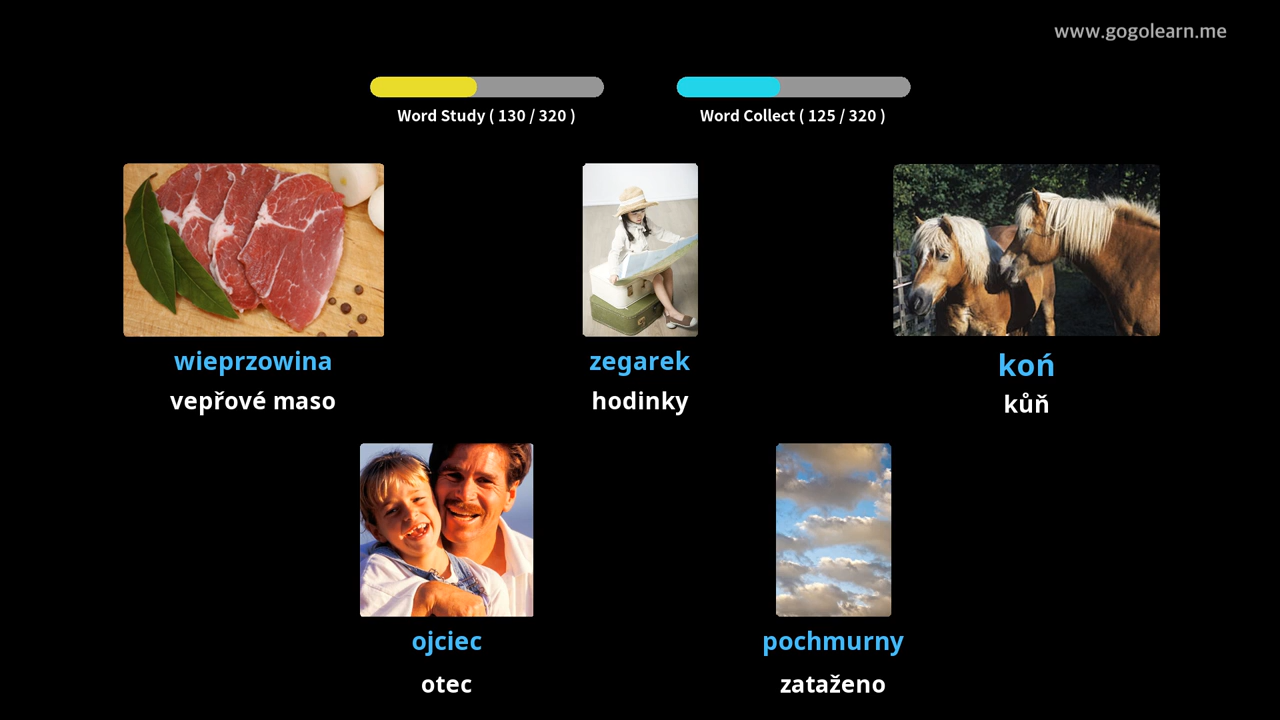 www.gogolearn.me
Word Study ( 130 / 320 )
Word Collect ( 125 / 320 )
wieprzowina
vepřové maso
zegarek
hodinky
koń
kůň
ojciec
otec
pochmurny
zataženo